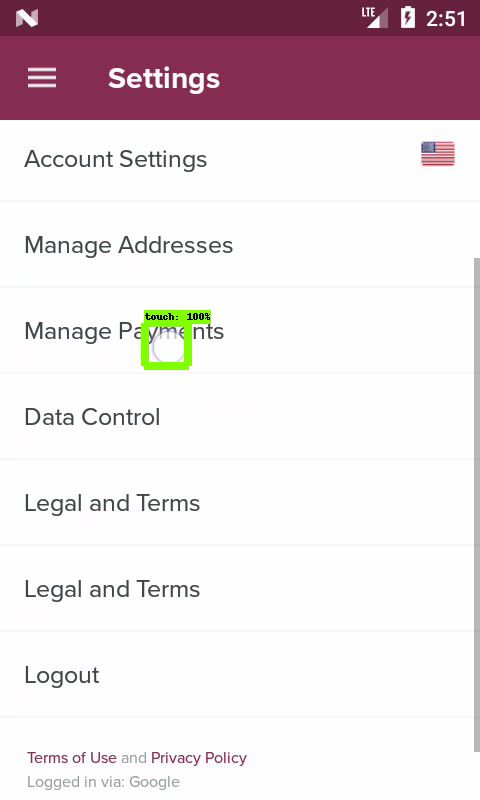 LTE 2:51
Settings
Account Settings
Manage Addresses
touch: 100%
Manage Payments
Data Control
Legal and Terms
Legal and Terms
Logout
Terms of Use and Privacy Policy
Logged in via: Google